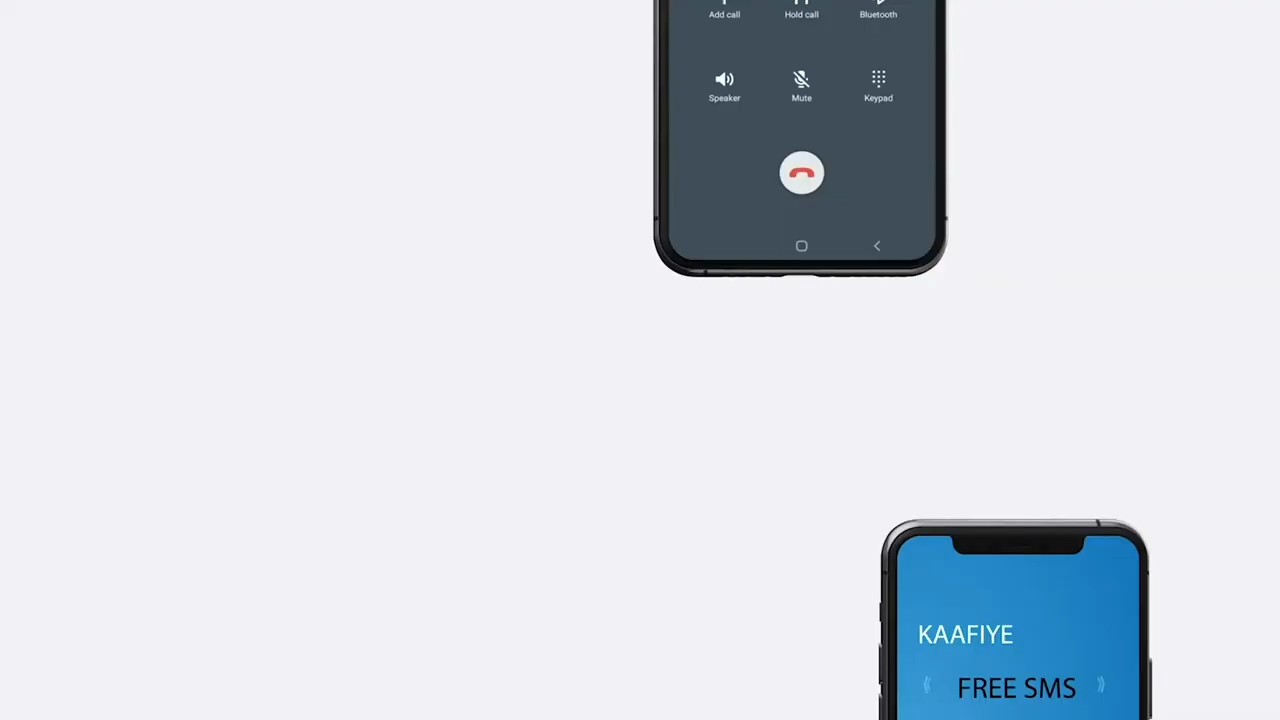 Add call Hold call Bluetooth
Speaker Mute Keypad
KAAFIYE
FREE SMS